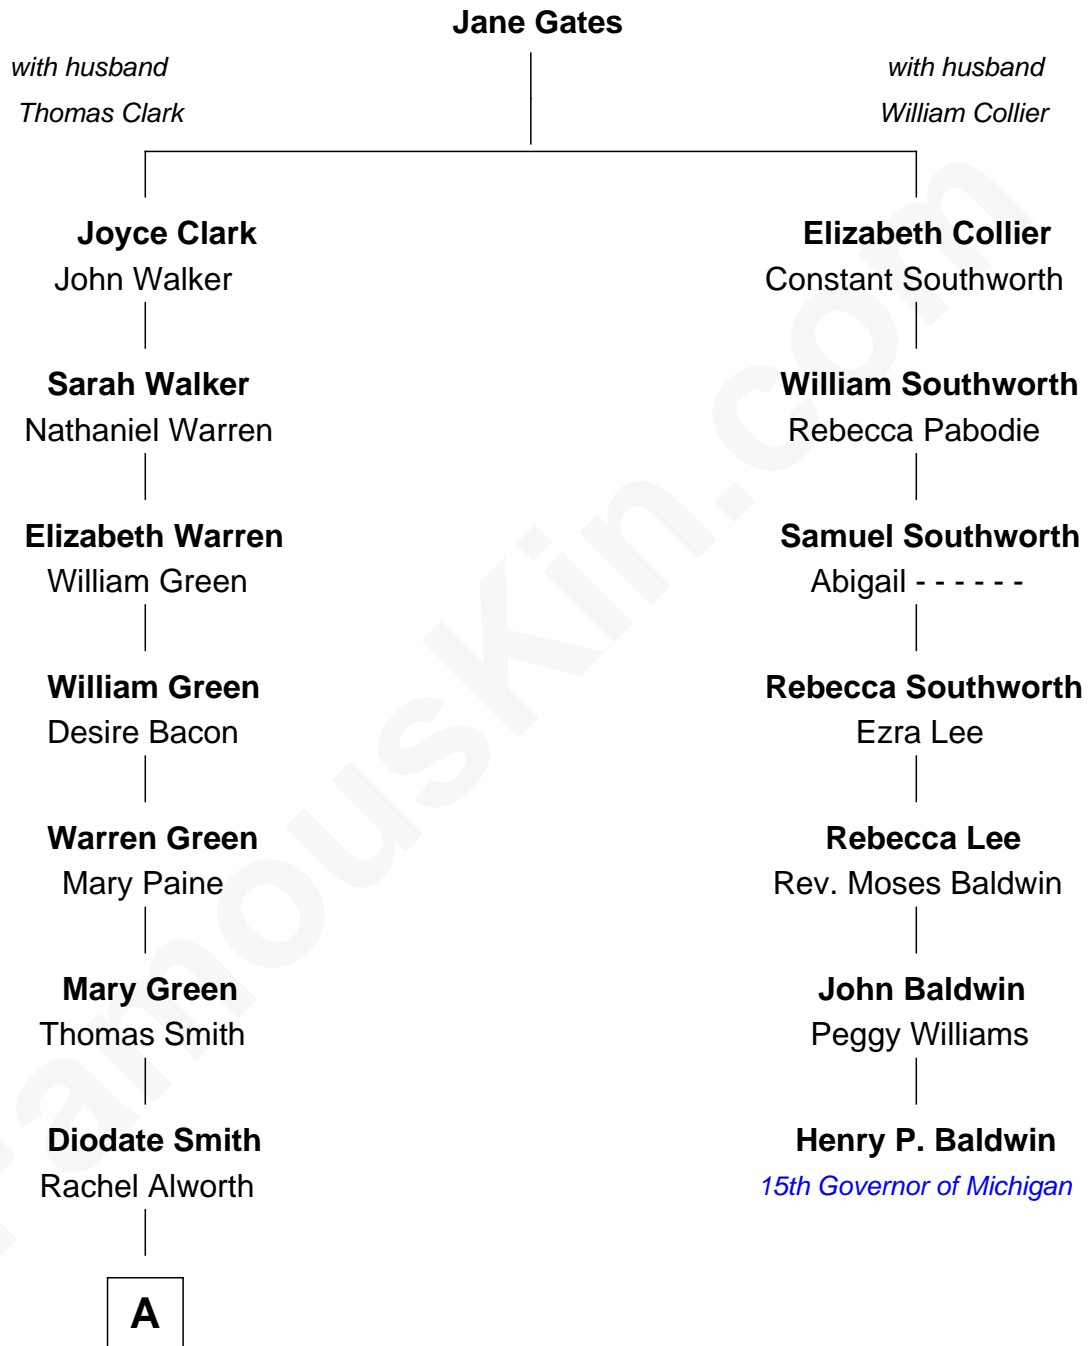 Jane Gates
with husband
Thomas Clark
with husband
William Collier
Joyce Clark
John Walker
Sarah Walker
Nathaniel Warren
Elizabeth Warren
William Green
William Green
Desire Bacon
Warren Green
Mary Paine
Mary Green
Thomas Smith
Diodate Smith
Rachel Alworth
A
Elizabeth Collier
Constant Southworth
William Southworth
Rebecca Pabodie
Samuel Southworth
Abigail - - - - - -
Rebecca Southworth
Ezra Lee
Rebecca Lee
Rev. Moses Baldwin
John Baldwin
Peggy Williams
Henry P. Baldwin
15th Governor of Michigan
FamousKin.com